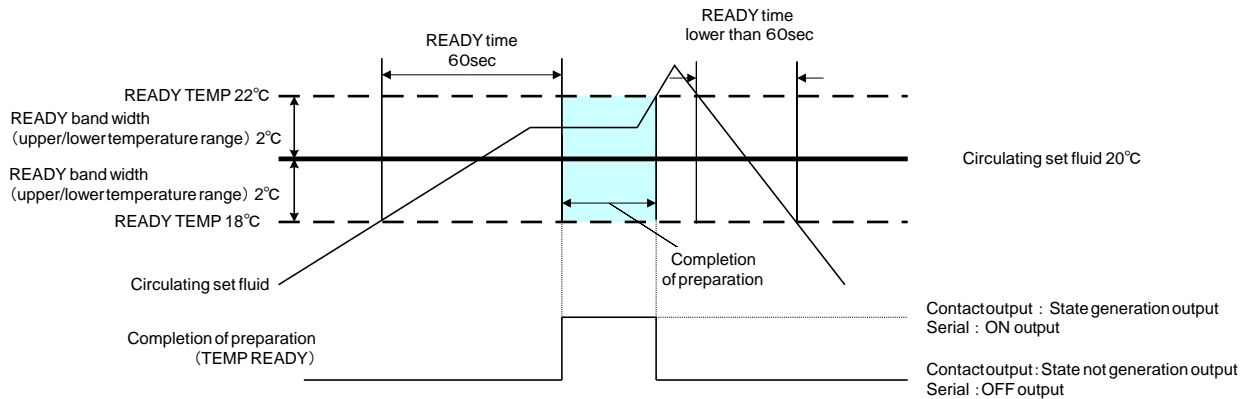 READY time
lower than 60sec
READY time
60sec
READY TEMP 22℃
READY band width
（upper/lower temperature range）2℃
Circulating set fluid 20℃
READY band width
（upper/lower temperature range）2℃
READY TEMP 18℃
Completion
of preparation
Circulating set fluid
Contact output : State generation output
Serial : ON output
Completion of preparation
（TEMP READY）
Contact output : State not generation output
Serial : OFF output